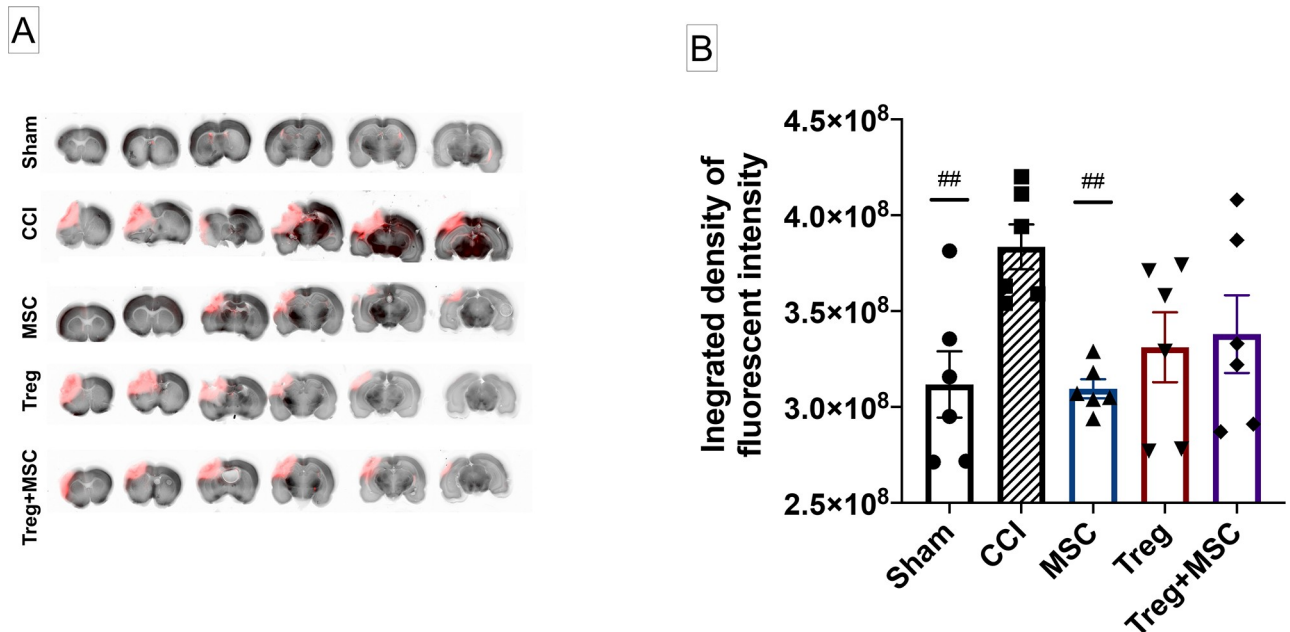 A
Sham
CCI
MSC
Treg
Treg+MSC
B
Inegrated density of
fluorescent intensity
4.5×10⁸
4.0×10⁸
3.5×10⁸
3.0×10⁸
2.5×10⁸
##
##
Sham
CCI
MSC
Treg
Treg+MSC